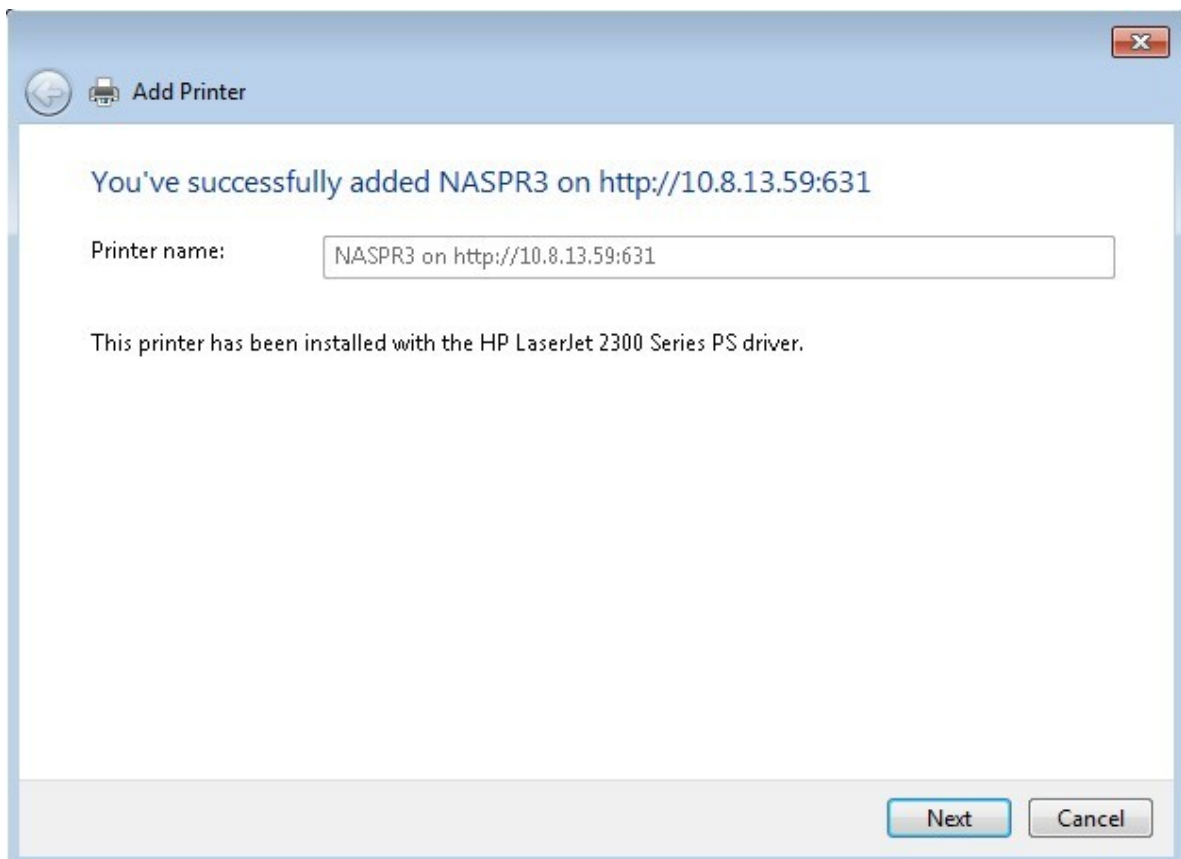 Add Printer
You've successfully added NASPR3 on http://10.8.13.59:631
Printer name:
NASPR3 on http://10.8.13.59:631
This printer has been installed with the HP LaserJet 2300 Series PS driver.
Next
Cancel